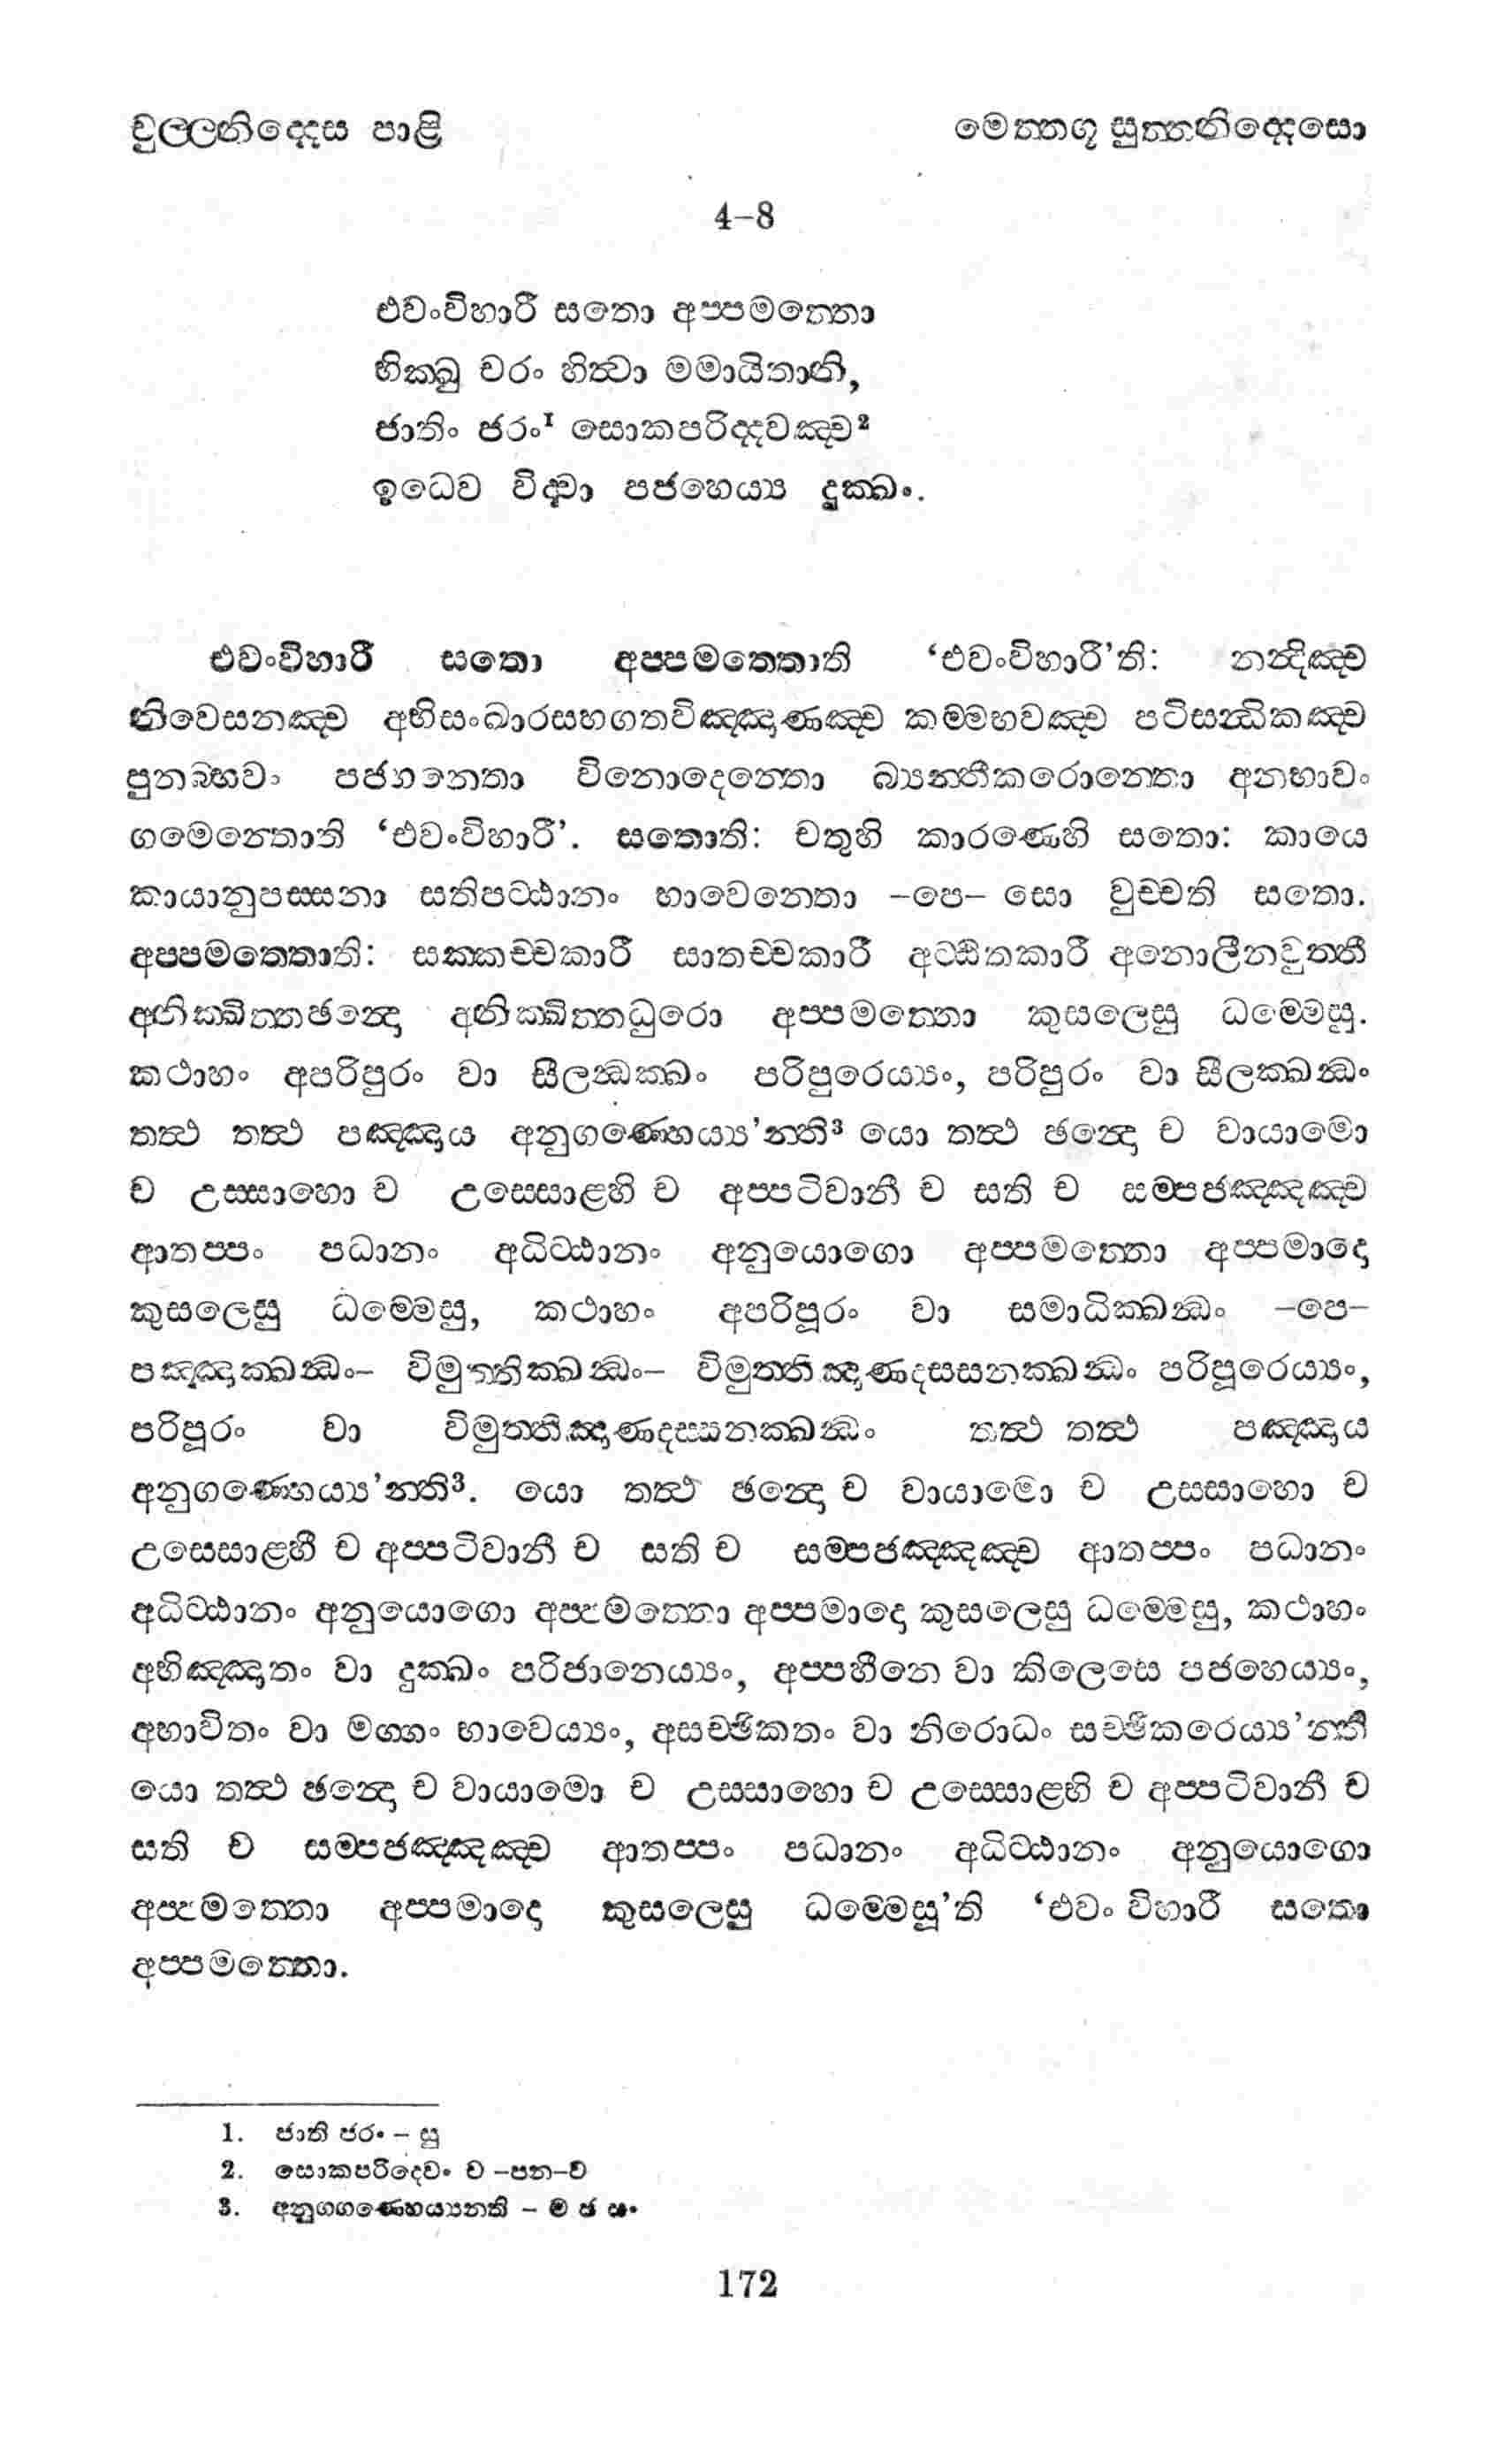 චුල්ලනිද්දෙස පාළි
මෙත්තගූ සුත්තනිද්දෙසො
4–8
එවංවිහාරී සතො අප්පමත්තො
භික්ඛු චරං හිත්වා මමායිතානි,
ජාතිං ජරං¹ සොකපරිද්දවඤ්ච²
ඉධෙව විද්වා පජහෙය්‍ය දුක්ඛං.
එවංවිහාරී සතො අප්පමත්තොති ‘එවංවිහාරී’ති: නන්දිඤ්ච
නිවෙසනඤ්ච අභිසංඛාරසහගතවිඤ්ඤාණඤ්ච කම්මභවඤ්ච පටිසන්ධිකඤ්ච
පුනබ්භවං පජහන්තො විනොදෙන්තො බ්‍යන්තීකරොන්තො අනභාවං
ගමෙන්තොති ‘එවංවිහාරී’. සතොති: චතුහි කාරණෙහි සතො: කායෙ
කායානුපස්සනා සතිපට්ඨානං භාවෙන්තො –පෙ– සො වුච්චති සතො.
අප්පමත්තොති: සක්කච්චකාරී සාතච්චකාරී අට්ඨිතකාරී අනොලීනවුත්තී
අනික්ඛිත්තඡන්දො අනික්ඛිත්තධුරො අප්පමත්තො කුසලෙසු ධම්මෙසු.
කථාහං අපරිපුරං වා සීලන්ධක්ඛං පරිපුරෙය්‍යං, පරිපුරං වා සීලක්ඛන්ධං
තත්‍ථ තත්‍ථ පඤ්ඤාය අනුගණ්හෙය්‍ය’න්ති³ යො තත්‍ථ ඡන්දො ච වායාමො
ච උස්සාහො ච උස්සොළහි ච අප්පටිවානී ච සති ච සම්පජඤ්ඤඤ්ච
ආතප්පං පධානං අධිට්ඨානං අනුයොගො අප්පමත්තො අප්පමාදො
කුසලෙසු ධම්මෙසු, කථාහං අපරිපූරං වා සමාධික්ඛන්ධං –පෙ–
පඤ්ඤාක්ඛන්ධං– විමුත්තික්ඛන්ධං– විමුත්තිඤාණදස්සනක්ඛන්ධං පරිපූරෙය්‍යං,
පරිපූරං වා විමුත්තිඤාණදස්සනක්ඛන්ධං තත්‍ථ තත්‍ථ පඤ්ඤාය
අනුගණ්හෙය්‍ය’න්ති³. යො තත්‍ථ ඡන්දො ච වායාමො ච උස්සාහො ච
උස්සොළහී ච අප්පටිවානී ච සති ච සම්පජඤ්ඤඤ්ච ආතප්පං පධානං
අධිට්ඨානං අනුයොගො අප්පමත්තො අප්පමාදො කුසලෙසු ධම්මෙසු, කථාහං
අභිඤ්ඤාතං වා දුක්ඛං පරිජානෙය්‍යං, අප්පහීනෙ වා කිලෙසෙ පජහෙය්‍යං,
අභාවිතං වා මග්ගං භාවෙය්‍යං, අසච්ඡිකතං වා නිරොධං සච්ඡීකරෙය්‍ය’න්ති
යො තත්‍ථ ඡන්දො ච වායාමො ච උස්සාහො ච උස්සොළභි ච අප්පටිවානී ච
සති ච සම්පජඤ්ඤඤ්ච ආතප්පං පධානං අධිට්ඨානං අනුයොගො
අප්පමත්තො අප්පමාදො කුසලෙසු ධම්මෙසූ’ති ‘එවං විහාරී සතො
අප්පමත්තො.
1. ජාති ජරං – සු
2. සොකපරිදෙවං ච –පන–ව
3. අනුග්ගණ්හෙය්‍යන්ති – ම ඡ සං
172